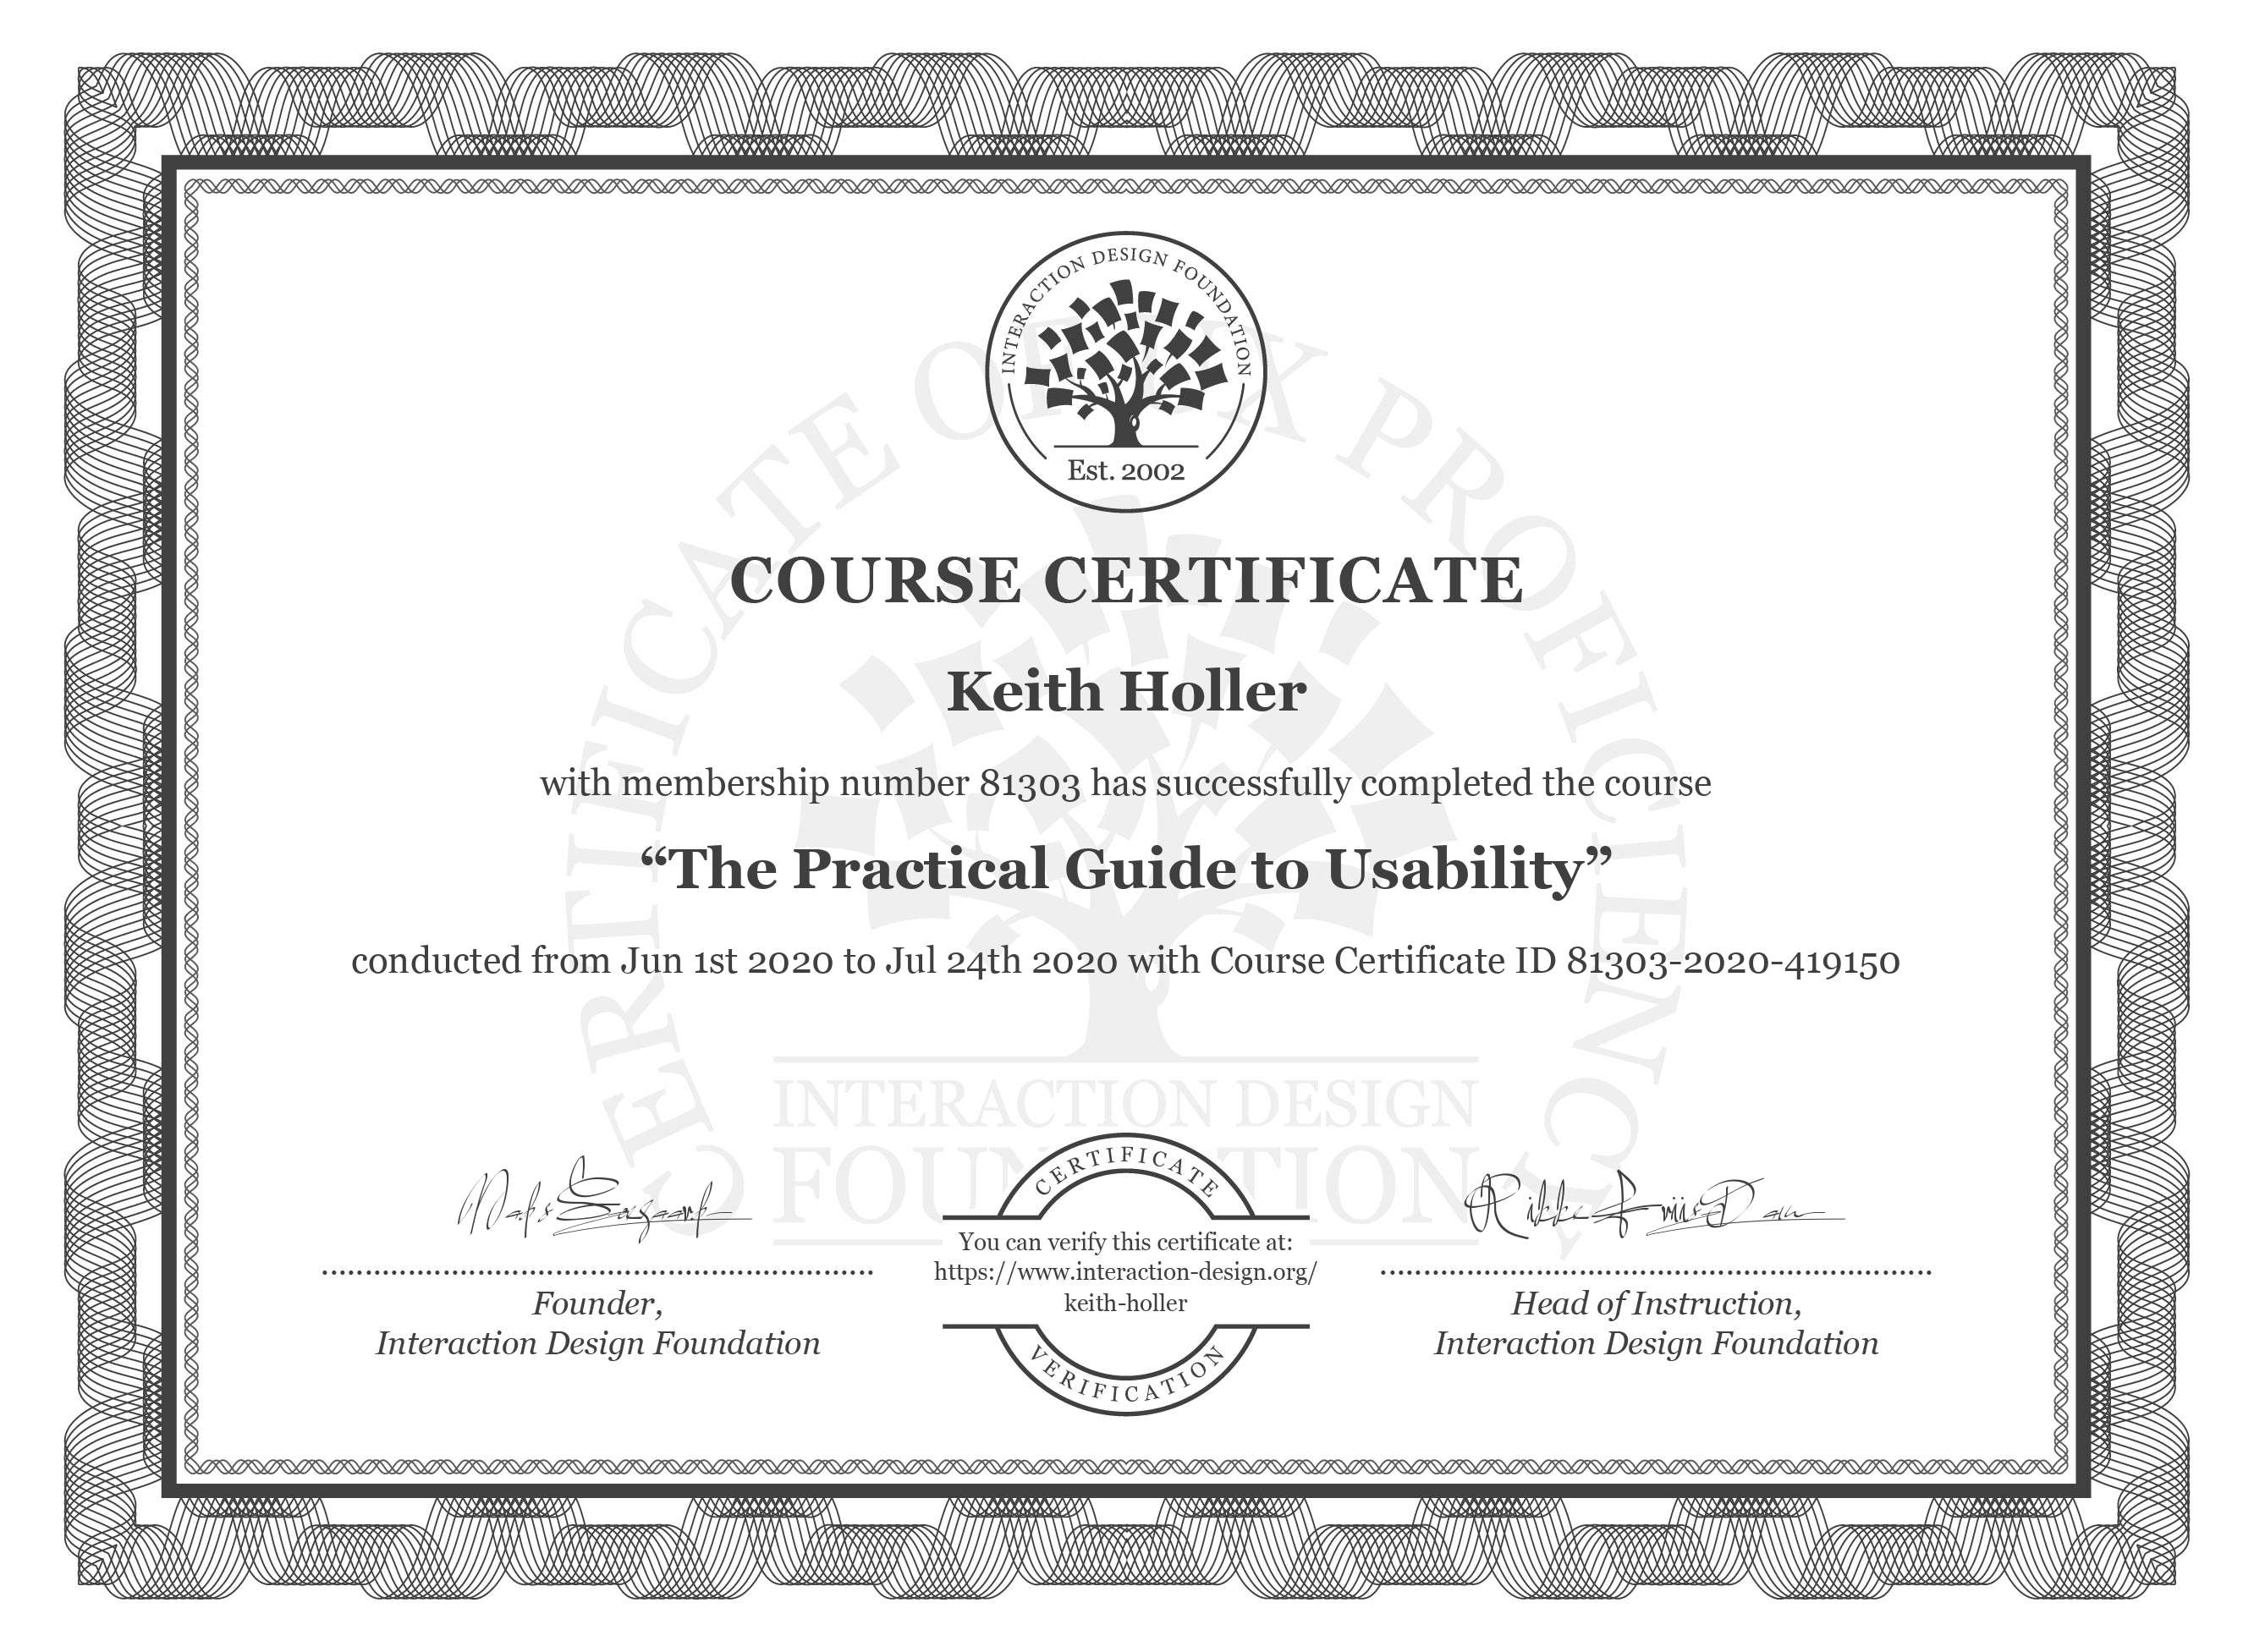 INTERACTION DESIGN FOUNDATION
Est. 2002
CERTIFICATE OF UX PROFICIENCY
COURSE CERTIFICATE
Keith Holler
with membership number 81303 has successfully completed the course
“The Practical Guide to Usability”
conducted from Jun 1st 2020 to Jul 24th 2020 with Course Certificate ID 81303-2020-419150
INTERACTION DESIGN
FOUNDATION
Founder,
Interaction Design Foundation
CERTIFICATE
You can verify this certificate at:
https://www.interaction-design.org/
keith-holler
VERIFICATION
Rikke Friis Dam
Head of Instruction,
Interaction Design Foundation